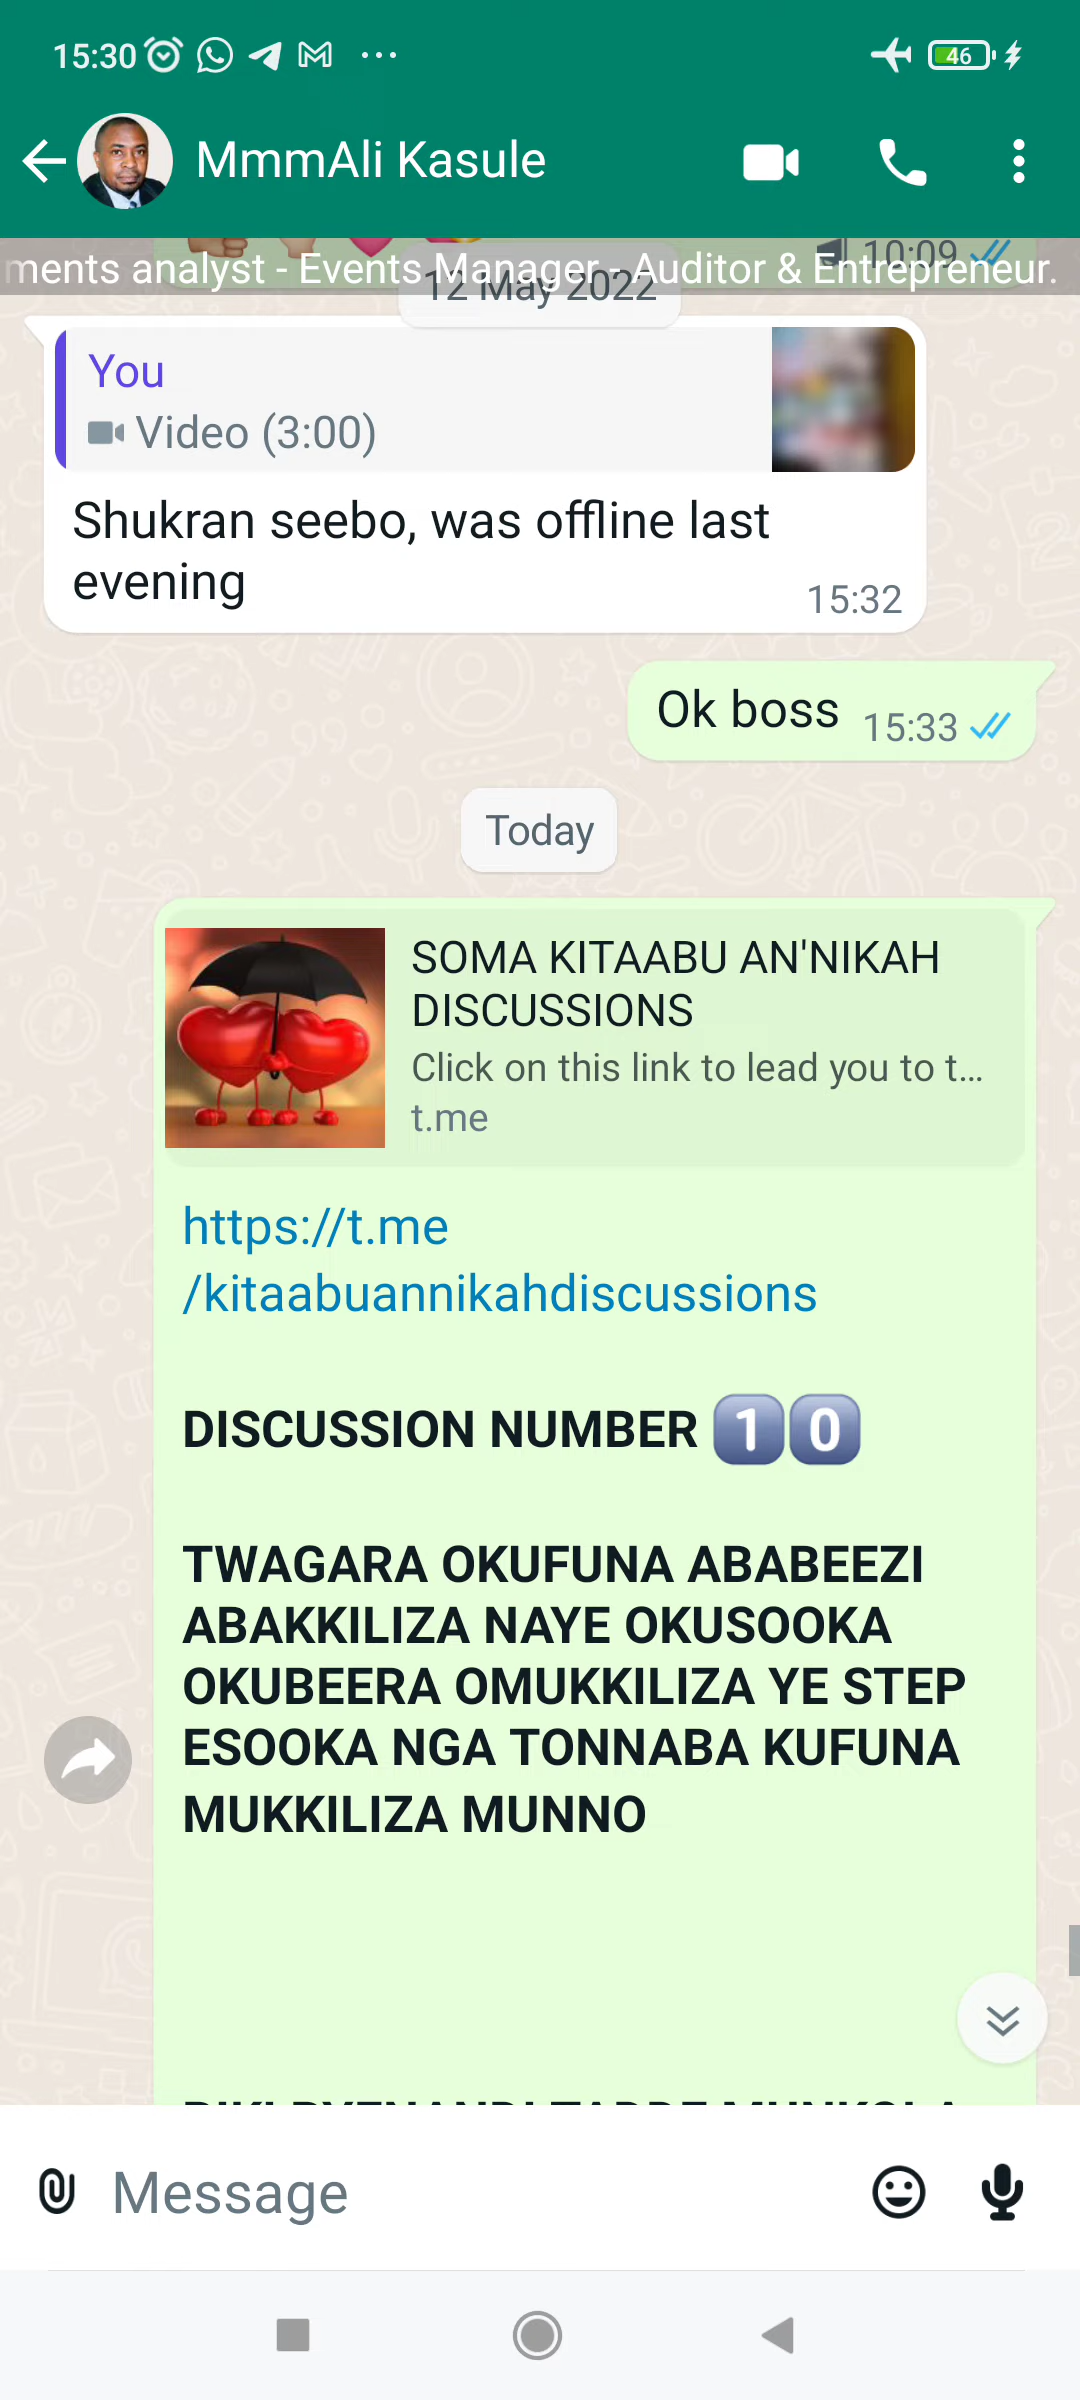 15:30
46
MmmAli Kasule
10:09
ments analyst - Events Manager - Auditor & Entrepreneur.
12 May 2022
You
Video (3:00)
Shukran seebo, was offline last
evening
15:32
Ok boss 15:33
Today
SOMA KITAABU AN'NIKAH
DISCUSSIONS
Click on this link to lead you to t...
t.me
https://t.me
/kitaabuannikahdiscussions
DISCUSSION NUMBER 10
TWAGARA OKUFUNA ABABEEZI
ABAKKILIZA NAYE OKUSOOKA
OKUBEERA OMUKKILIZA YE STEP
ESOOKA NGA TONNABA KUFUNA
MUKKILIZA MUNNO
Message